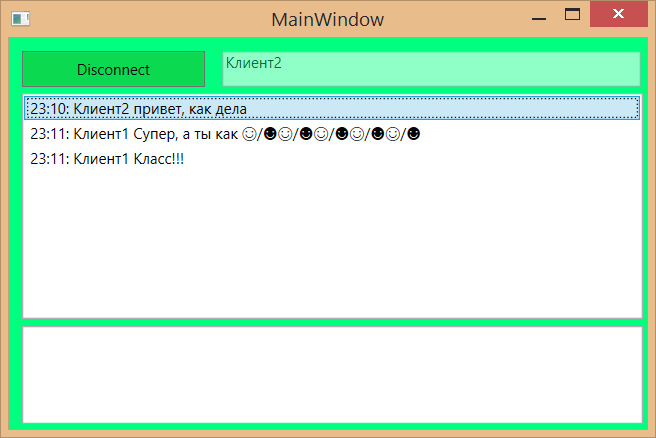 MainWindow
Disconnect
Клиент2
23:10: Клиент2 привет, как дела
23:11: Клиент1 Супер, а ты как ☺/☻☺/☻☺/☻☺/☻☺/☻
23:11: Клиент1 Класс!!!